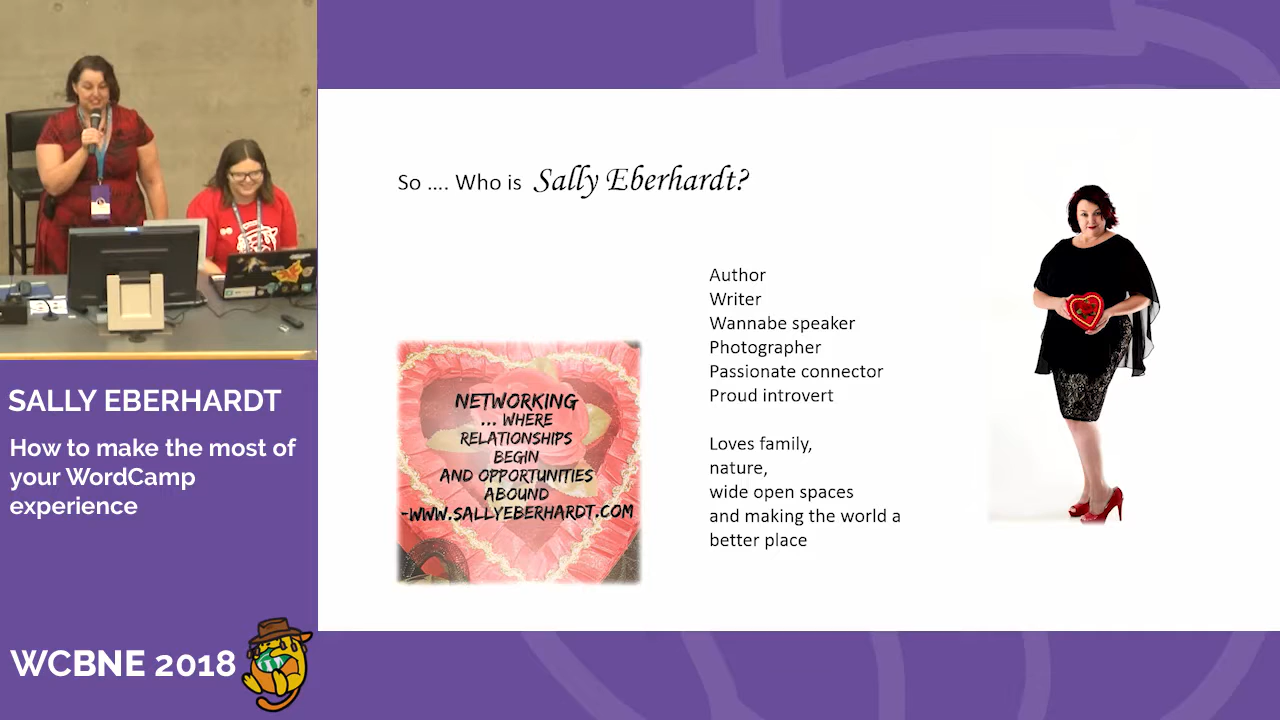 So .... Who is Sally Eberhardt?
Author
Writer
Wannabe speaker
Photographer
Passionate connector
Proud introvert
Loves family,
nature,
wide open spaces
and making the world a
better place
NETWORKING
... WHERE
RELATIONSHIPS
BEGIN
AND OPPORTUNITIES
ABOUND
-WWW.SALLYEBERHARDT.COM
SALLY EBERHARDT
How to make the most of
your WordCamp
experience
WCBNE 2018